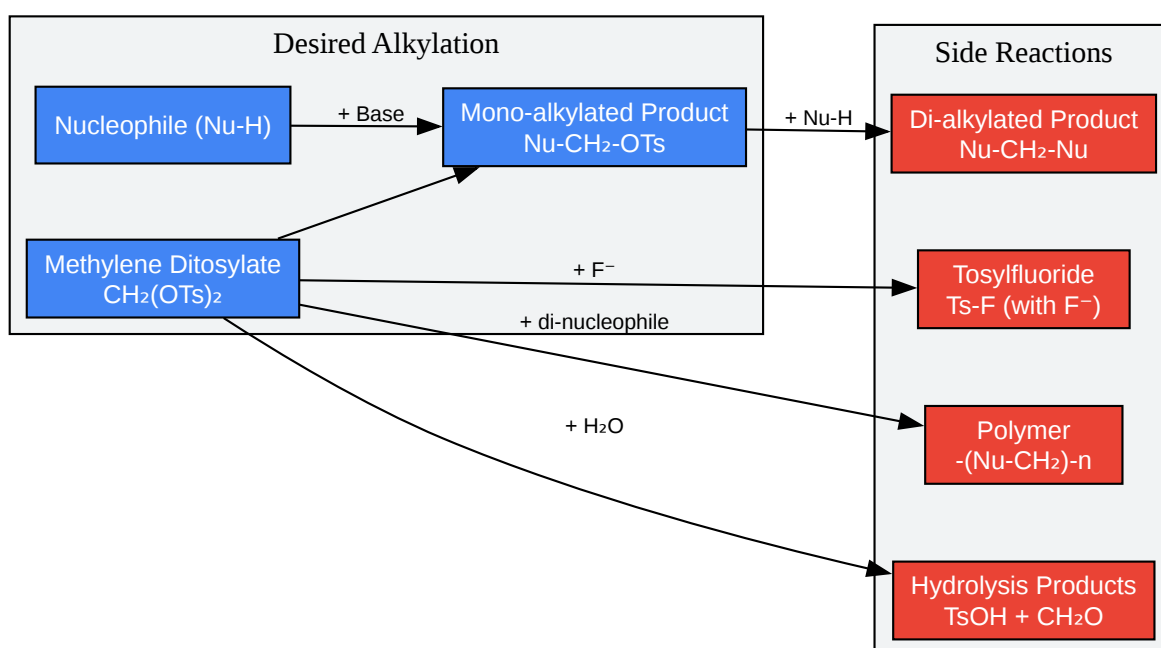 Desired Alkylation
Side Reactions
Nucleophile (Nu-H)
+ Base
Mono-alkylated Product
Nu-CH₂-OTs
+ Nu-H
Di-alkylated Product
Nu-CH₂-Nu
Methylene Ditosylate
CH₂(OTs)₂
+ F⁻
Tosylfluoride
Ts-F (with F⁻)
+ di-nucleophile
Polymer
-(Nu-CH₂)-n
+ H₂O
Hydrolysis Products
TsOH + CH₂O